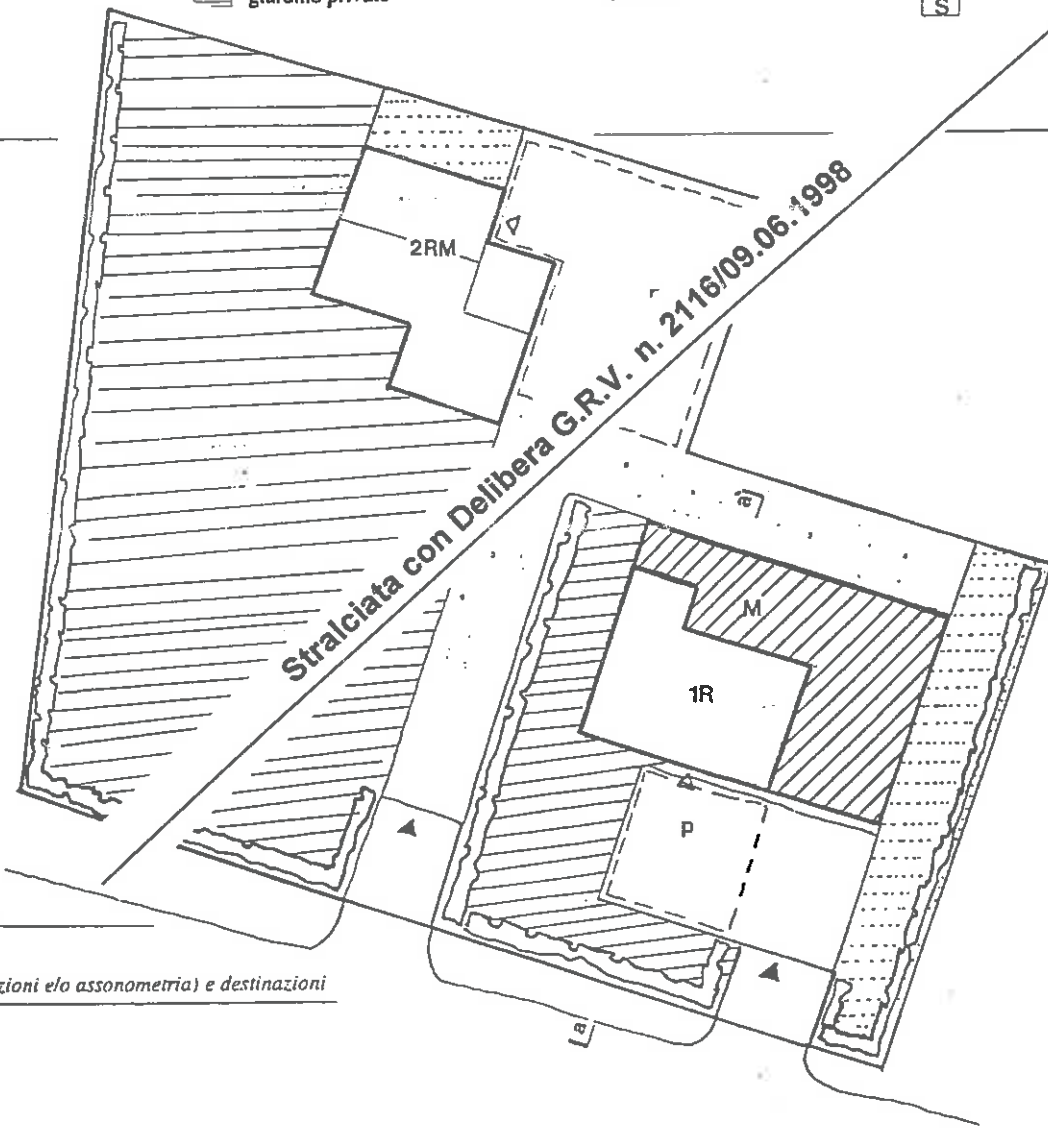 giardino privato
S
Stralciata con Delibera G.R.V. n. 2116/09.06.1998
2RM
a'
M
1R
P
zioni e/o assonometria) e destinazioni
a